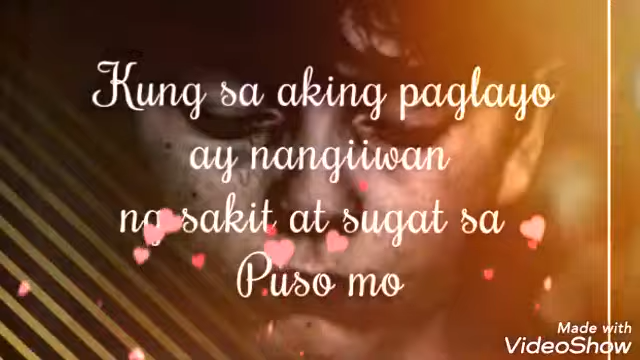 Kung sa aking paglayo
ay nangiiwan
ng sakit at sugat sa
Puso mo
Made with
VideoShow